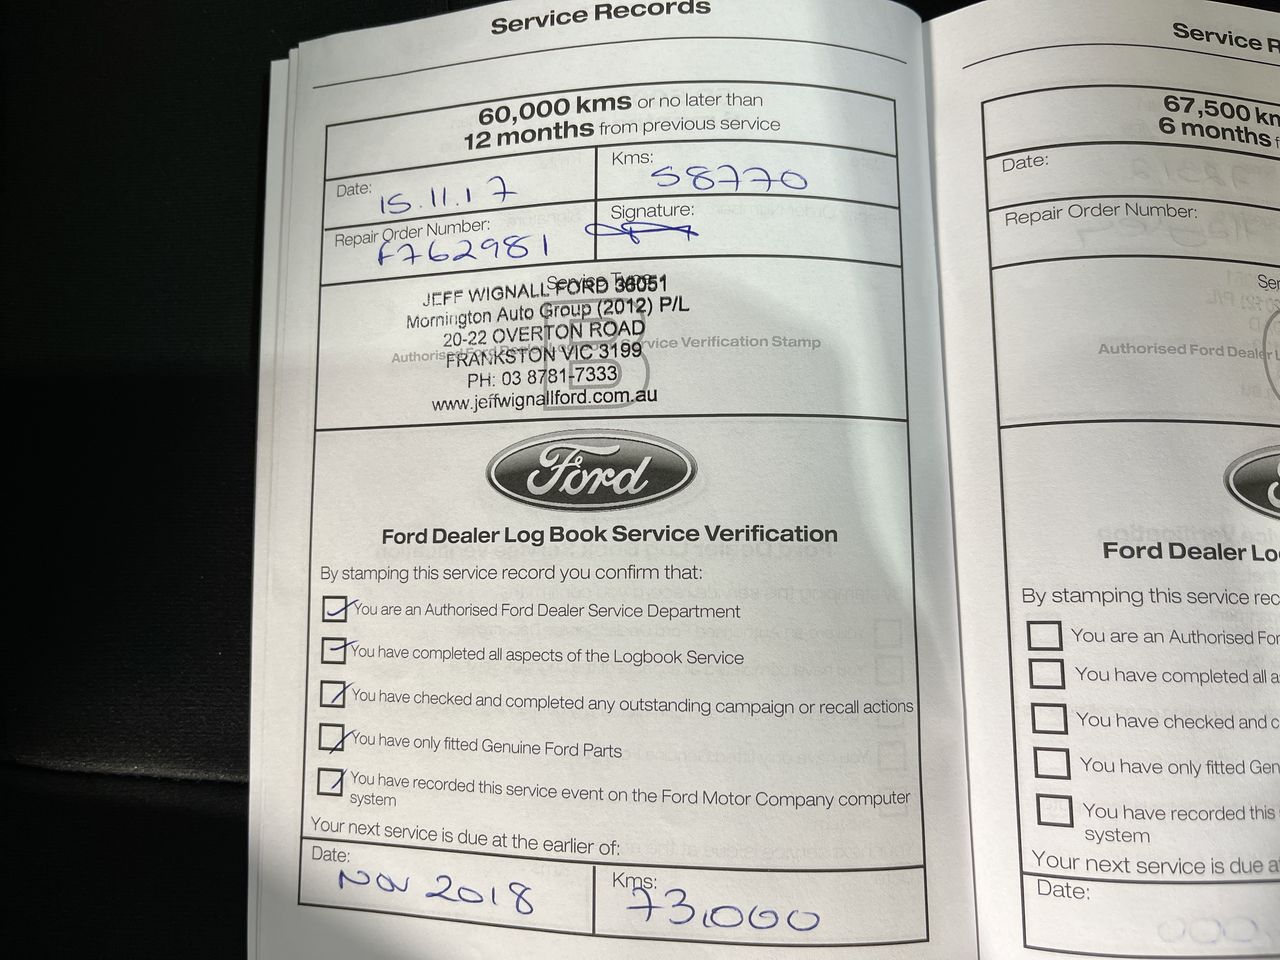 Service Records
60,000 kms or no later than
12 months from previous service
Date: 15.11.17
Kms: 58770
Repair Order Number: F762981
Signature:
Service Type:
JEFF WIGNALL FORD 36051
Mornington Auto Group (2012) P/L
20-22 OVERTON ROAD
Authorised Ford Dealer Service Verification Stamp
FRANKSTON VIC 3199
PH: 03 8781-7333
www.jeffwignallford.com.au
B
Ford
Ford Dealer Log Book Service Verification
By stamping this service record you confirm that:
You are an Authorised Ford Dealer Service Department
You have completed all aspects of the Logbook Service
You have checked and completed any outstanding campaign or recall actions
You have only fitted Genuine Ford Parts
You have recorded this service event on the Ford Motor Company computer
system
Your next service is due at the earlier of:
Date: Nov 2018
Kms: 73,000
Service R
67,500 km
6 months f
Date:
Repair Order Number:
Ser
Authorised Ford Dealer L
Ford Dealer Lo
By stamping this service rec
You are an Authorised For
You have completed all a
You have checked and c
You have only fitted Gen
You have recorded this
system
Your next service is due a
Date: